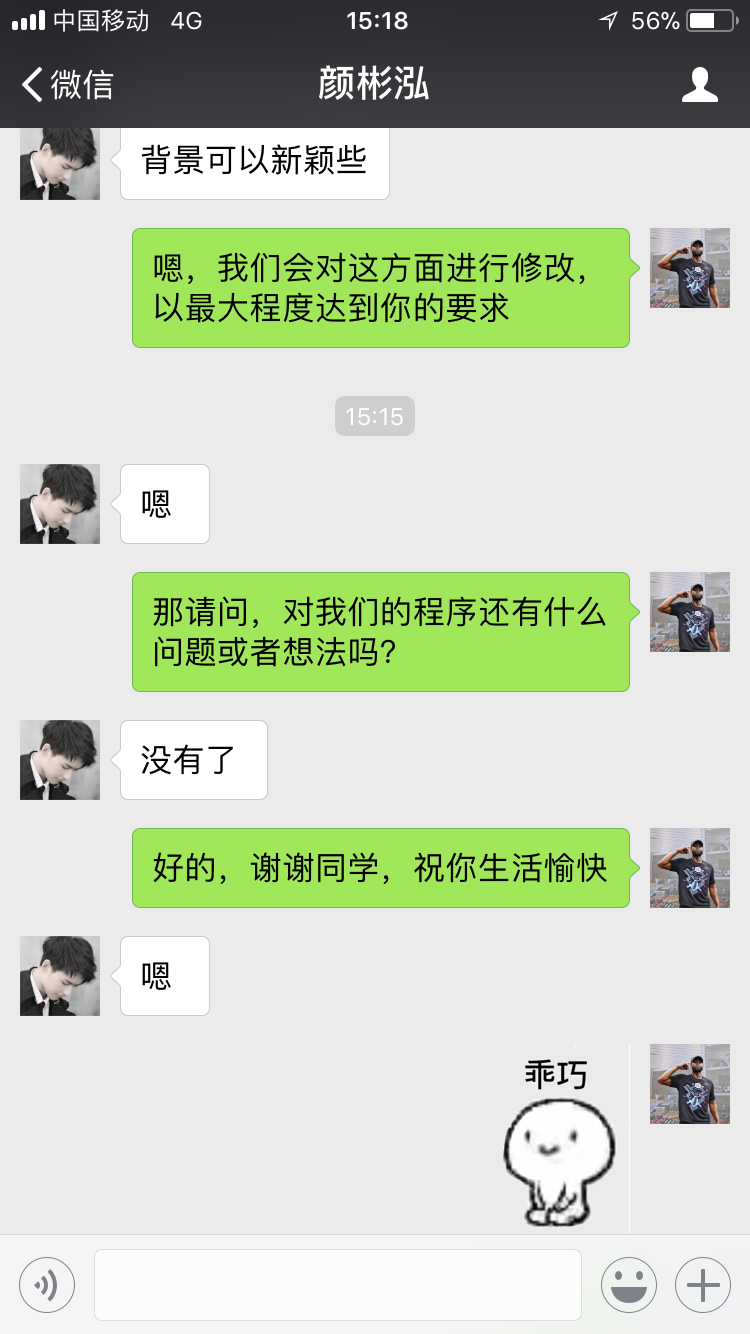 中国移动 4G 15:18 56%
微信 颜彬泓
背景可以新颖些
嗯，我们会对这方面进行修改，
以最大程度达到你的要求
15:15
嗯
那请问，对我们的程序还有什么
问题或者想法吗？
没有了
好的，谢谢同学，祝你生活愉快
嗯
乖巧